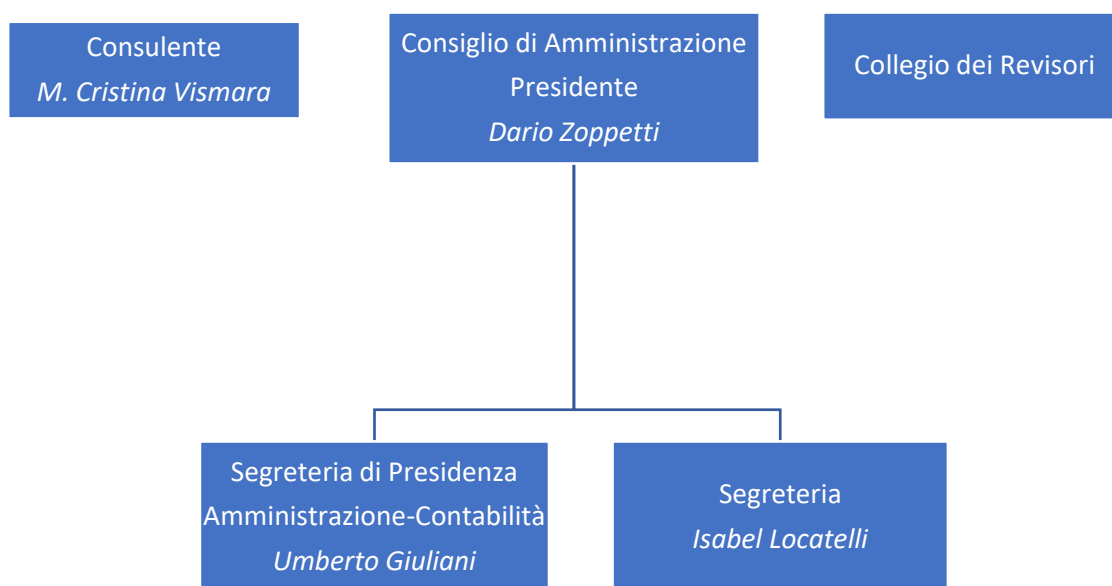 Consulente
M. Cristina Vismara
Consiglio di Amministrazione
Presidente
Dario Zoppetti
Collegio dei Revisori
Segreteria di Presidenza
Amministrazione-Contabilità
Umberto Giuliani
Segreteria
Isabel Locatelli